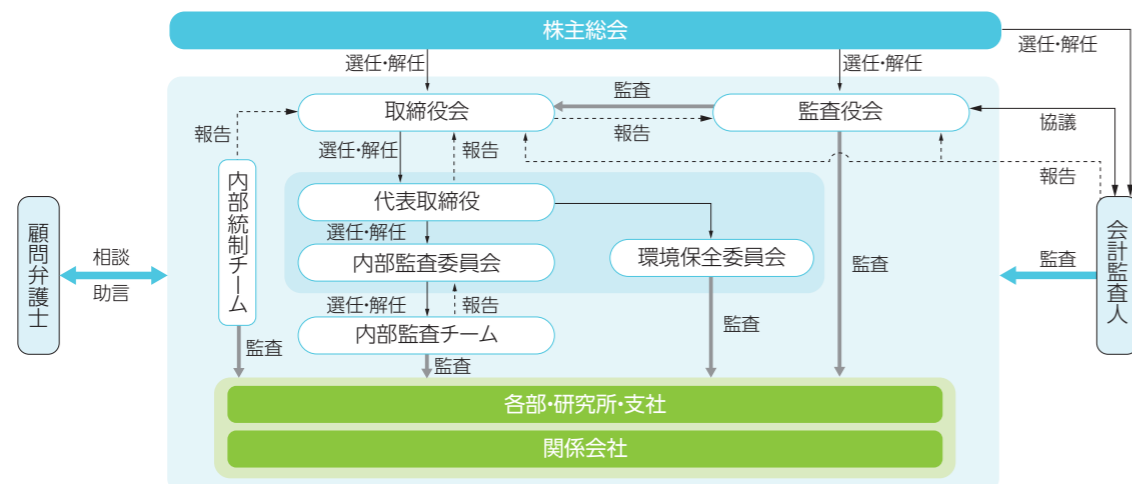 株主総会
選任・解任
選任・解任
選任・解任
取締役会
監査
報告
監査役会
協議
報告
選任・解任
報告
報告
内部統制チーム
代表取締役
選任・解任
内部監査委員会
環境保全委員会
監査
選任・解任
報告
内部監査チーム
監査
監査
監査
顧問弁護士
相談
助言
会計監査人
監査
各部・研究所・支社
関係会社